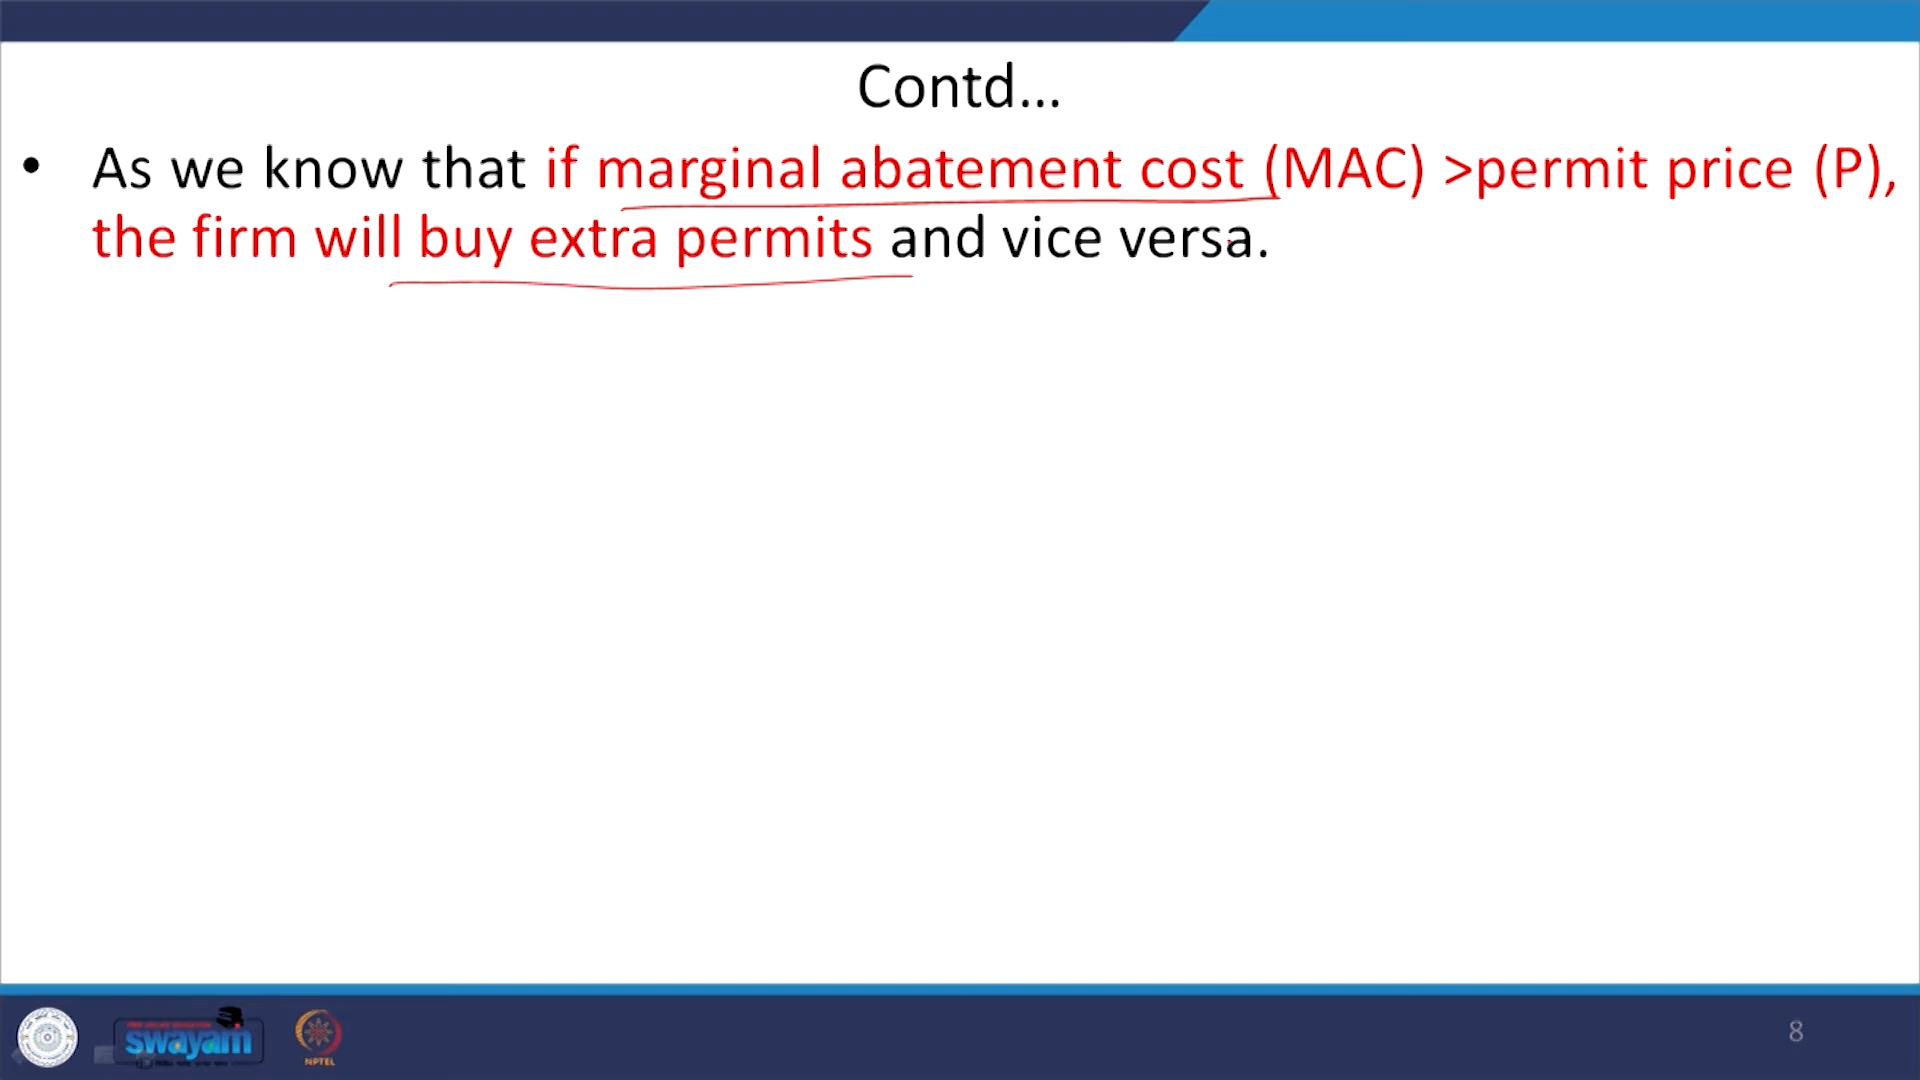 Contd...
• As we know that if marginal abatement cost (MAC) >permit price (P),
the firm will buy extra permits and vice versa.
swayam
NPTEL
8